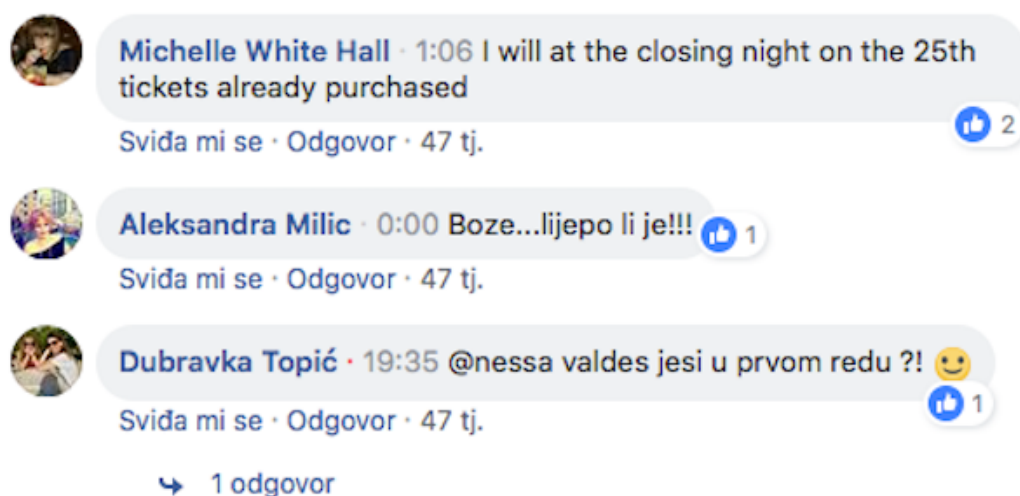 Michelle White Hall · 1:06 I will at the closing night on the 25th
tickets already purchased
2
Sviđa mi se · Odgovor · 47 tj.
Aleksandra Milic · 0:00 Boze...lijepo li je!!! 1
Sviđa mi se · Odgovor · 47 tj.
Dubravka Topić · 19:35 @nessa valdes jesi u prvom redu ?! 🙂
1
Sviđa mi se · Odgovor · 47 tj.
1 odgovor